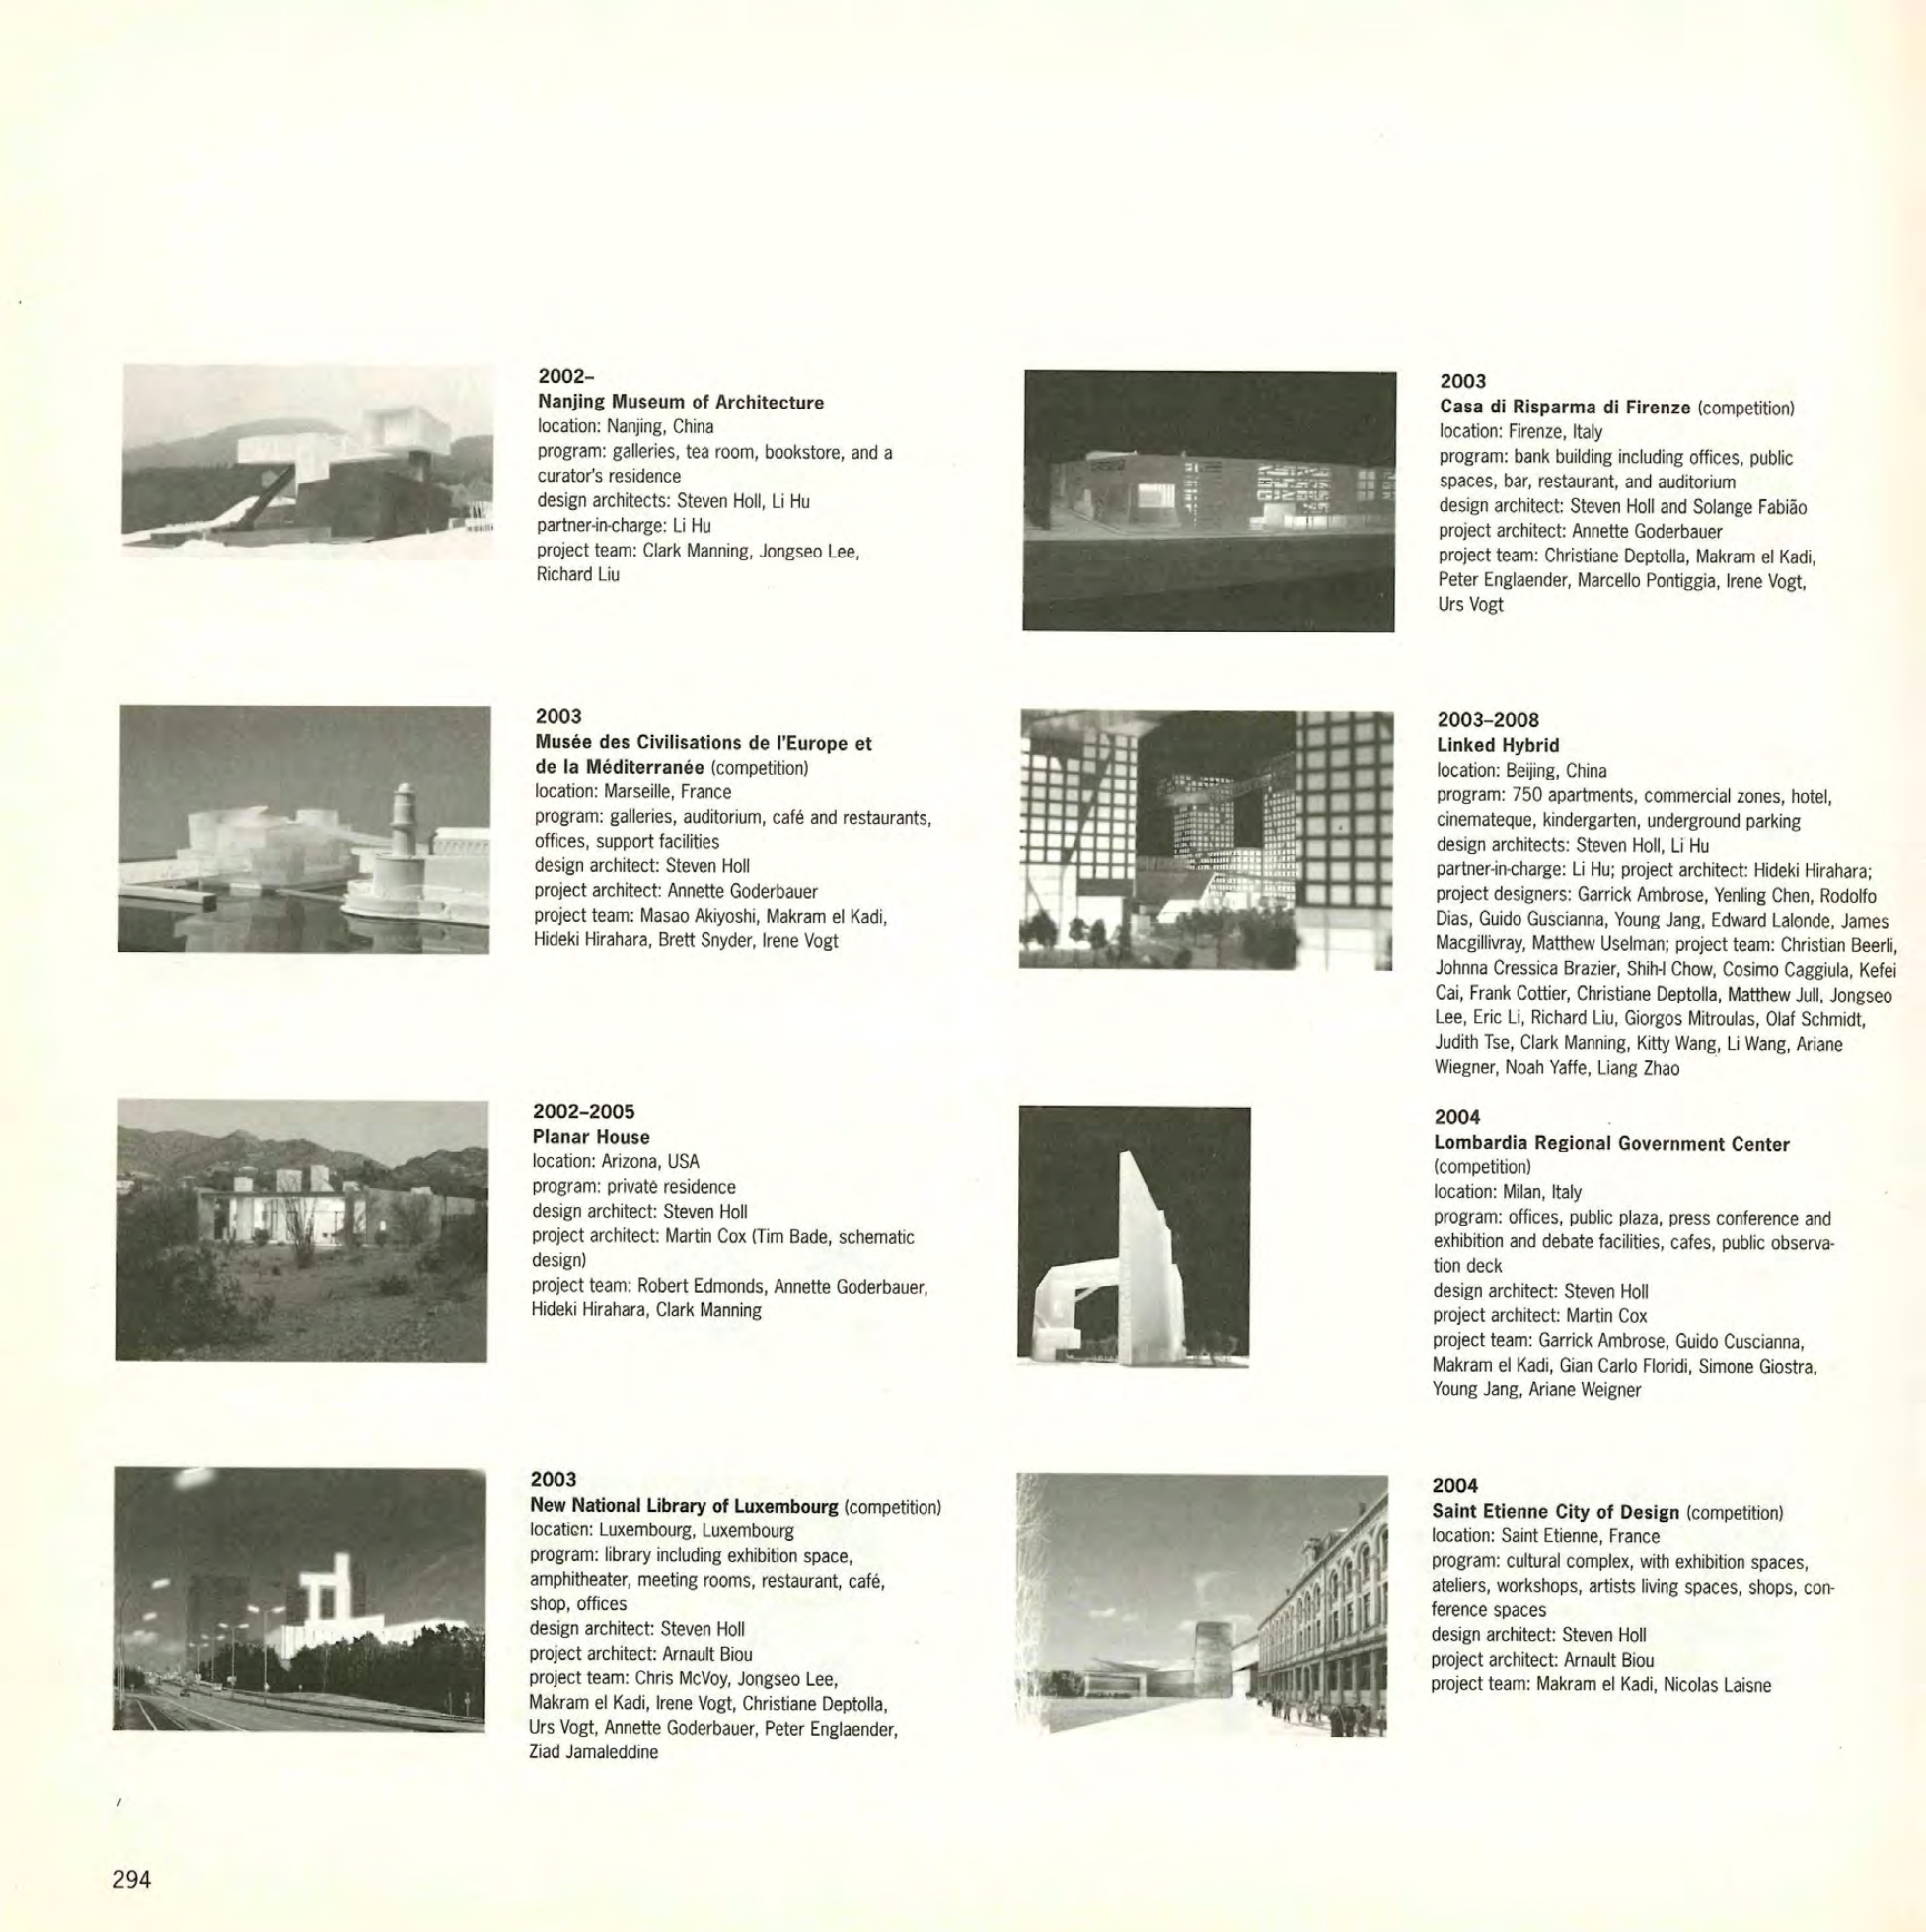 2002–
Nanjing Museum of Architecture
location: Nanjing, China
program: galleries, tea room, bookstore, and a
curator's residence
design architects: Steven Holl, Li Hu
partner-in-charge: Li Hu
project team: Clark Manning, Jongseo Lee,
Richard Liu
2003
Musée des Civilisations de l'Europe et
de la Méditerranée (competition)
location: Marseille, France
program: galleries, auditorium, café and restaurants,
offices, support facilities
design architect: Steven Holl
project architect: Annette Goderbauer
project team: Masao Akiyoshi, Makram el Kadi,
Hideki Hirahara, Brett Snyder, Irene Vogt
2002–2005
Planar House
location: Arizona, USA
program: private residence
design architect: Steven Holl
project architect: Martin Cox (Tim Bade, schematic
design)
project team: Robert Edmonds, Annette Goderbauer,
Hideki Hirahara, Clark Manning
2003
New National Library of Luxembourg (competition)
location: Luxembourg, Luxembourg
program: library including exhibition space,
amphitheater, meeting rooms, restaurant, café,
shop, offices
design architect: Steven Holl
project architect: Arnault Biou
project team: Chris McVoy, Jongseo Lee,
Makram el Kadi, Irene Vogt, Christiane Deptolla,
Urs Vogt, Annette Goderbauer, Peter Englaender,
Ziad Jamaleddine
2003
Casa di Risparma di Firenze (competition)
location: Firenze, Italy
program: bank building including offices, public
spaces, bar, restaurant, and auditorium
design architect: Steven Holl and Solange Fabião
project architect: Annette Goderbauer
project team: Christiane Deptolla, Makram el Kadi,
Peter Englaender, Marcello Pontiggia, Irene Vogt,
Urs Vogt
2003–2008
Linked Hybrid
location: Beijing, China
program: 750 apartments, commercial zones, hotel,
cinemateque, kindergarten, underground parking
design architects: Steven Holl, Li Hu
partner-in-charge: Li Hu; project architect: Hideki Hirahara;
project designers: Garrick Ambrose, Yenling Chen, Rodolfo
Dias, Guido Guscianna, Young Jang, Edward Lalonde, James
Macgillivray, Matthew Uselman; project team: Christian Beerli,
Johnna Cressica Brazier, Shih-I Chow, Cosimo Caggiula, Kefei
Cai, Frank Cottier, Christiane Deptolla, Matthew Jull, Jongseo
Lee, Eric Li, Richard Liu, Giorgos Mitroulas, Olaf Schmidt,
Judith Tse, Clark Manning, Kitty Wang, Li Wang, Ariane
Wiegner, Noah Yaffe, Liang Zhao
2004
Lombardia Regional Government Center
(competition)
location: Milan, Italy
program: offices, public plaza, press conference and
exhibition and debate facilities, cafes, public observa-
tion deck
design architect: Steven Holl
project architect: Martin Cox
project team: Garrick Ambrose, Guido Cuscianna,
Makram el Kadi, Gian Carlo Floridi, Simone Giostra,
Young Jang, Ariane Weigner
2004
Saint Etienne City of Design (competition)
location: Saint Etienne, France
program: cultural complex, with exhibition spaces,
ateliers, workshops, artists living spaces, shops, con-
ference spaces
design architect: Steven Holl
project architect: Arnault Biou
project team: Makram el Kadi, Nicolas Laisne
294